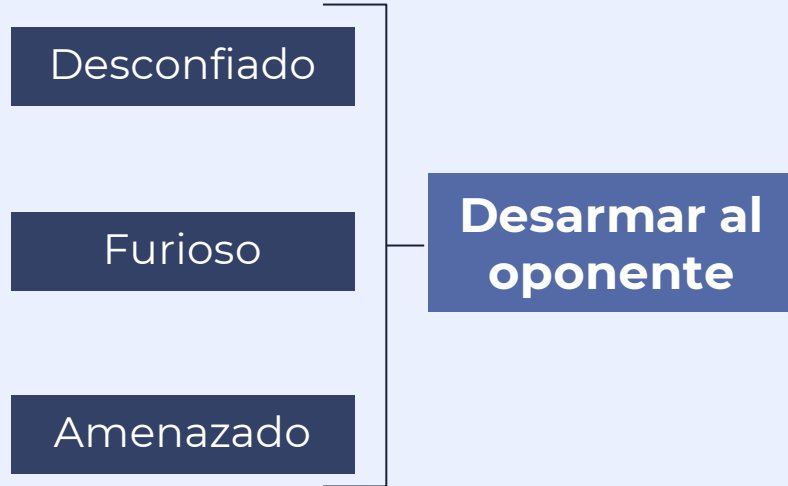 Desconfiado
Furioso
Amenazado
Desarmar al
oponente